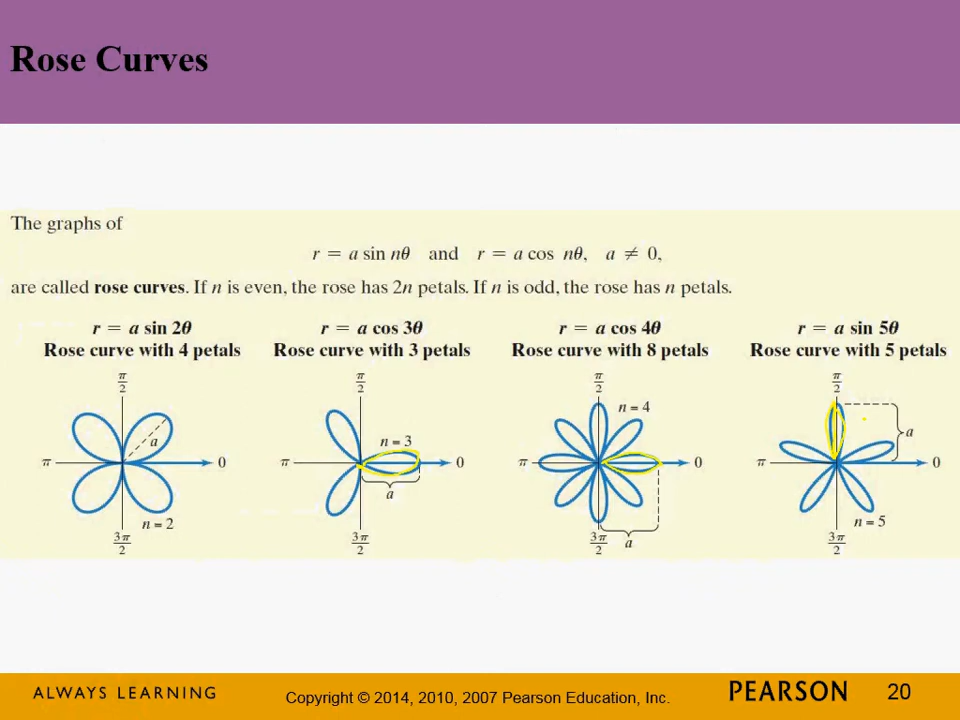 Rose Curves
The graphs of
r = a sin nθ and r = a cos nθ, a ≠ 0,
are called rose curves. If n is even, the rose has 2n petals. If n is odd, the rose has n petals.
r = a sin 2θ
Rose curve with 4 petals
π/2
a
π
0
n = 2
3π/2
r = a cos 3θ
Rose curve with 3 petals
π/2
n = 3
π
0
a
3π/2
r = a cos 4θ
Rose curve with 8 petals
π/2
n = 4
π
0
3π/2
a
r = a sin 5θ
Rose curve with 5 petals
π/2
a
π
0
n = 5
3π/2
ALWAYS LEARNING
Copyright © 2014, 2010, 2007 Pearson Education, Inc.
PEARSON
20